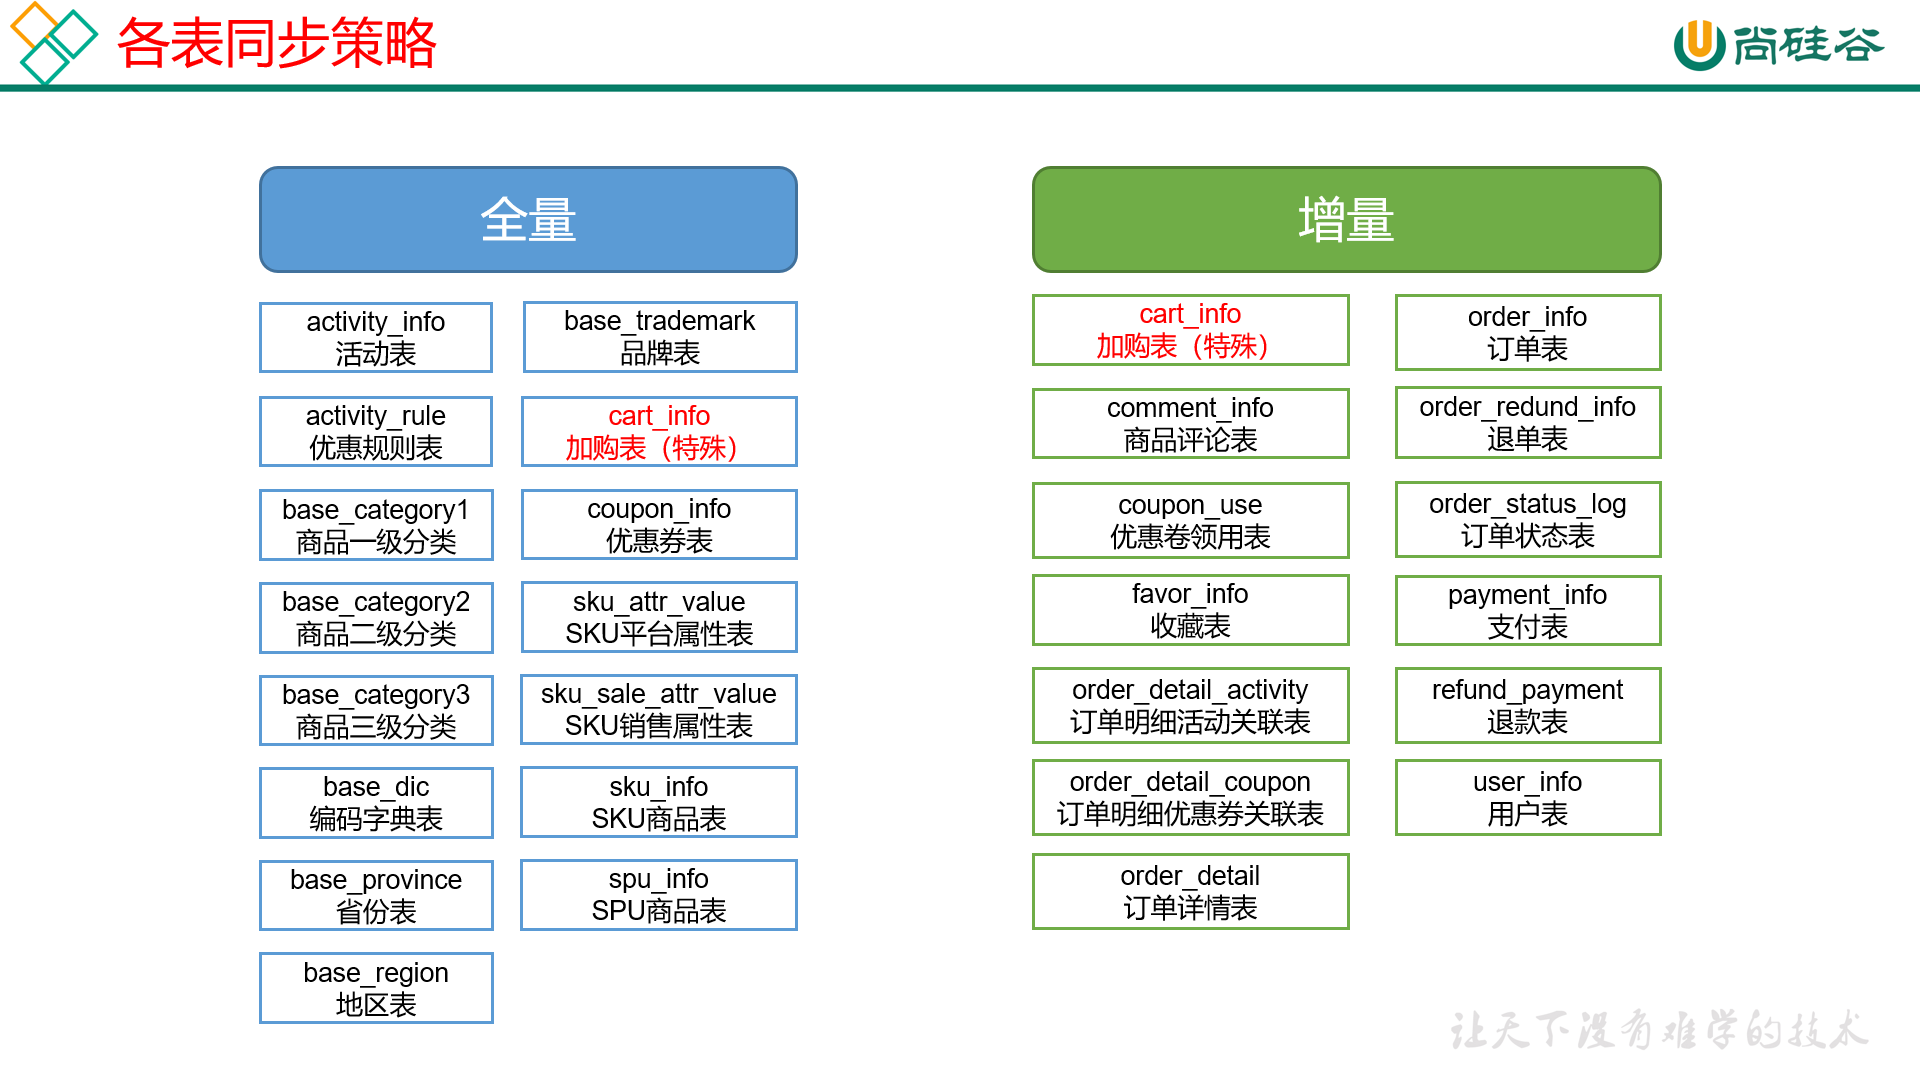 各表同步策略
尚硅谷
全量
activity_info
活动表
activity_rule
优惠规则表
base_category1
商品一级分类
base_category2
商品二级分类
base_category3
商品三级分类
base_dic
编码字典表
base_province
省份表
base_region
地区表
base_trademark
品牌表
cart_info
加购表（特殊）
coupon_info
优惠券表
sku_attr_value
SKU平台属性表
sku_sale_attr_value
SKU销售属性表
sku_info
SKU商品表
spu_info
SPU商品表
增量
cart_info
加购表（特殊）
comment_info
商品评论表
coupon_use
优惠卷领用表
favor_info
收藏表
order_detail_activity
订单明细活动关联表
order_detail_coupon
订单明细优惠券关联表
order_detail
订单详情表
order_info
订单表
order_redund_info
退单表
order_status_log
订单状态表
payment_info
支付表
refund_payment
退款表
user_info
用户表
让天下没有难学的技术